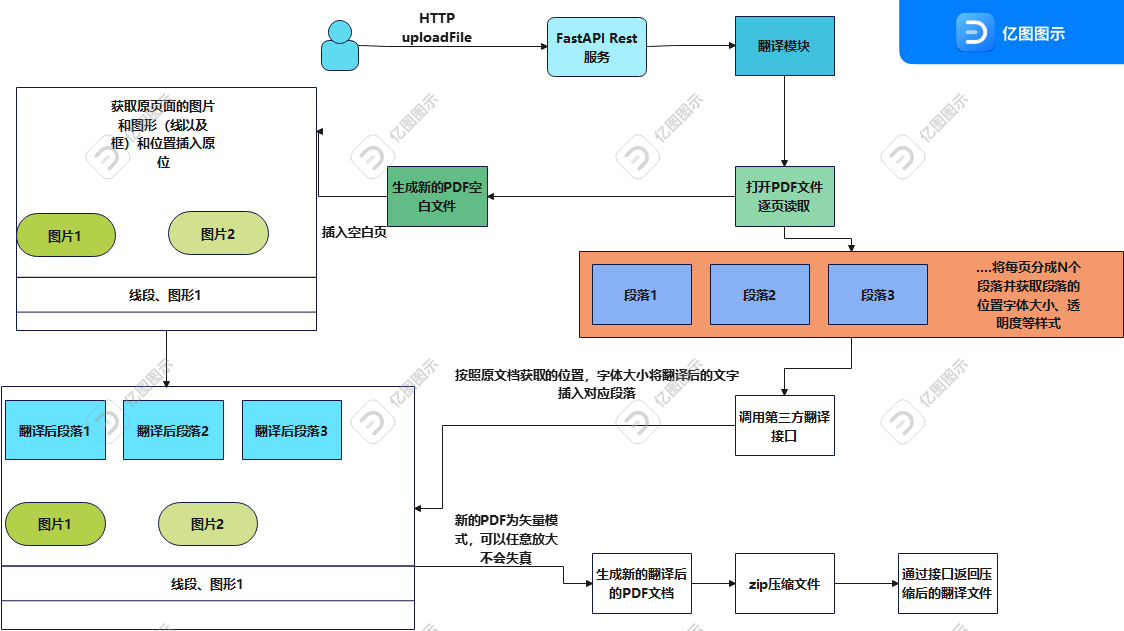 HTTP
uploadFile
FastAPI Rest
服务
翻译模块
亿图图示
获取原页面的图片
和图形（线以及
框）和位置插入原
位
亿图图示
亿图图示
亿图图示
亿图图示
图片1
图片2
线段、图形1
生成新的PDF空
白文件
插入空白页
打开PDF文件
逐页读取
段落1
段落2
段落3
....将每页分成N个
段落并获取段落的
位置字体大小、透
明度等样式
按照原文档获取的位置，字体大小将翻译后的文字
插入对应段落
调用第三方翻译
接口
亿图图示
亿图图示
亿图图示
亿图图示
翻译后段落1
翻译后段落2
翻译后段落3
图片1
图片2
线段、图形1
新的PDF为矢量模
式，可以任意放大
不会失真
生成新的翻译后
的PDF文档
zip压缩文件
通过接口返回压
缩后的翻译文件